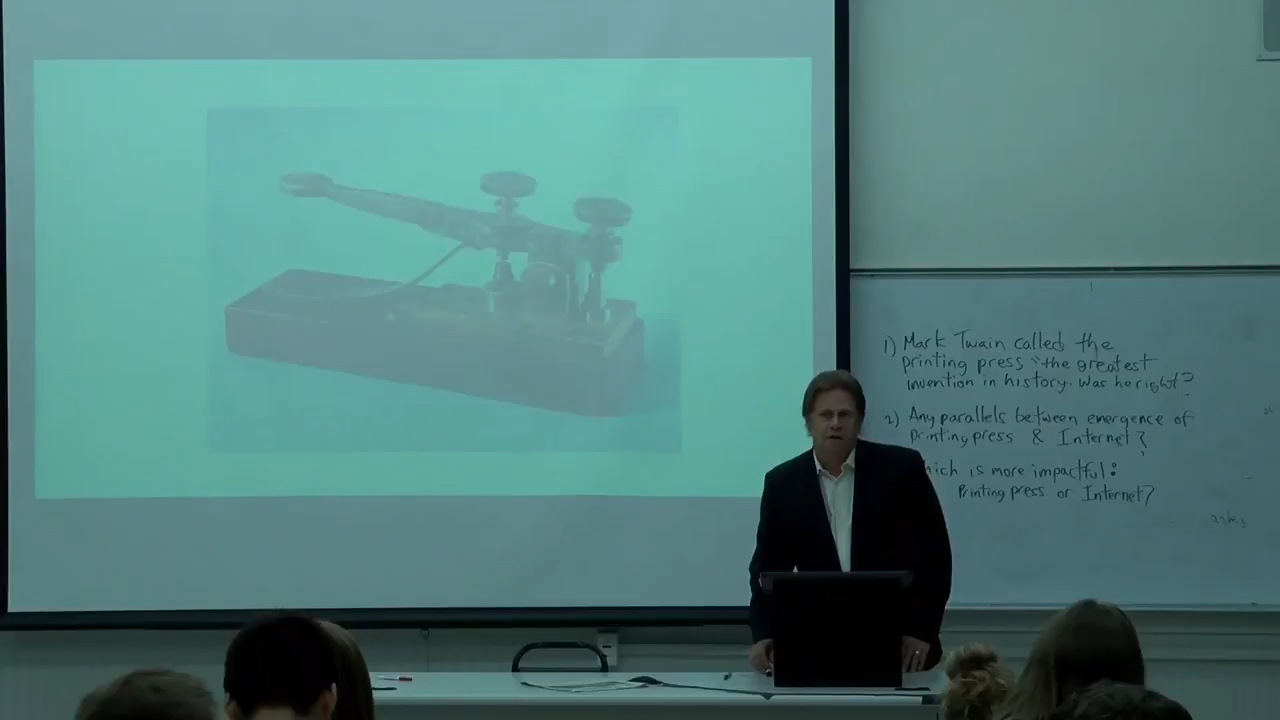 1) Mark Twain called the
printing press "the greatest
invention in history. Was he right?
2) Any parallels between emergence of
printing press & Internet?
hich is more impactful:
Printing press or Internet?